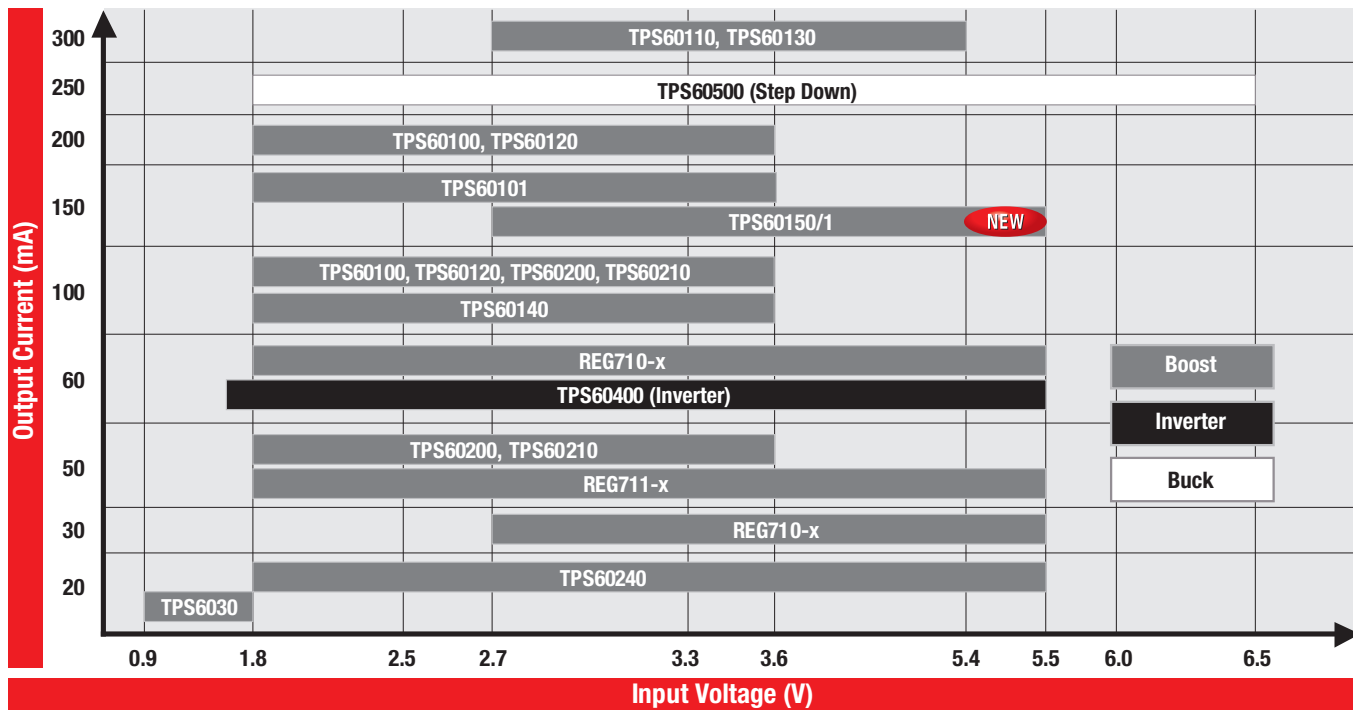 Output Current (mA)
300
TPS60110, TPS60130
250
TPS60500 (Step Down)
200
TPS60100, TPS60120
150
TPS60101
TPS60150/1
NEW
100
TPS60100, TPS60120, TPS60200, TPS60210
TPS60140
60
REG710-x
TPS60400 (Inverter)
50
TPS60200, TPS60210
REG711-x
30
REG710-x
20
TPS60240
TPS6030
Boost
Inverter
Buck
0.9 1.8 2.5 2.7 3.3 3.6 5.4 5.5 6.0 6.5
Input Voltage (V)